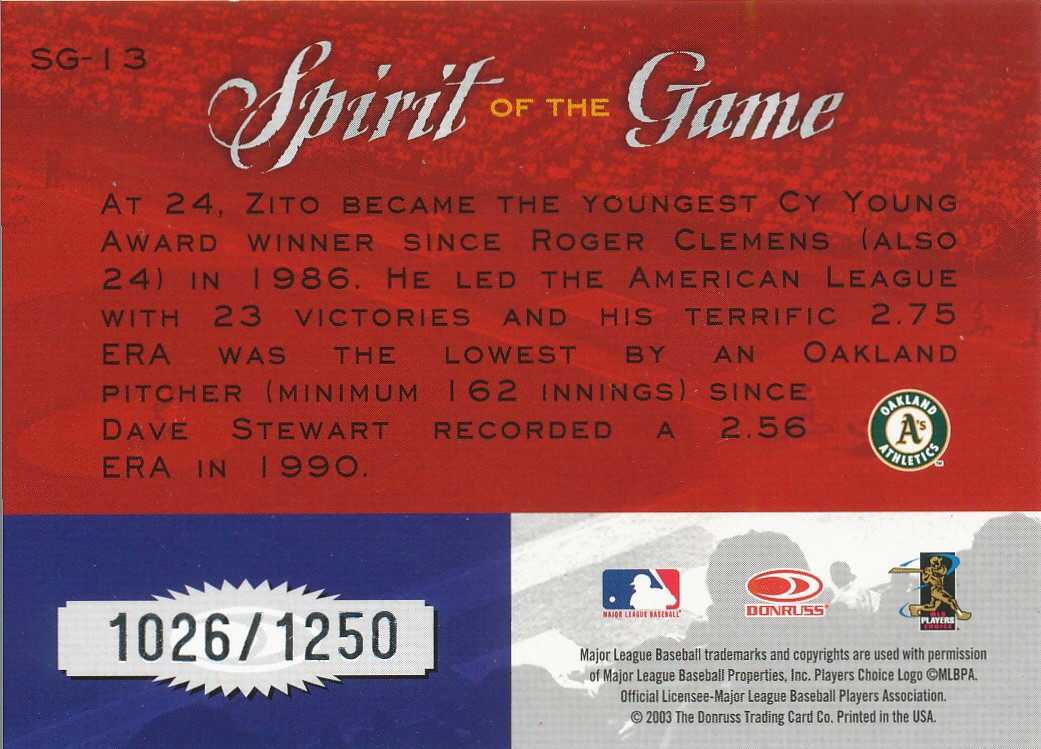 SG-13
Spirit OF THE Game
AT 24, ZITO BECAME THE YOUNGEST CY YOUNG
AWARD WINNER SINCE ROGER CLEMENS (ALSO
24) IN 1986. HE LED THE AMERICAN LEAGUE
WITH 23 VICTORIES AND HIS TERRIFIC 2.75
ERA WAS THE LOWEST BY AN OAKLAND
PITCHER (MINIMUM 162 INNINGS) SINCE
DAVE STEWART RECORDED A 2.56
ERA IN 1990.
OAKLAND
A's
ATHLETICS
TM
1026/1250
MAJOR LEAGUE BASEBALL
DONRUSS
MLB
PLAYERS
CHOICE
Major League Baseball trademarks and copyrights are used with permission
of Major League Baseball Properties, Inc. Players Choice Logo ©MLBPA.
Official Licensee-Major League Baseball Players Association.
© 2003 The Donruss Trading Card Co. Printed in the USA.